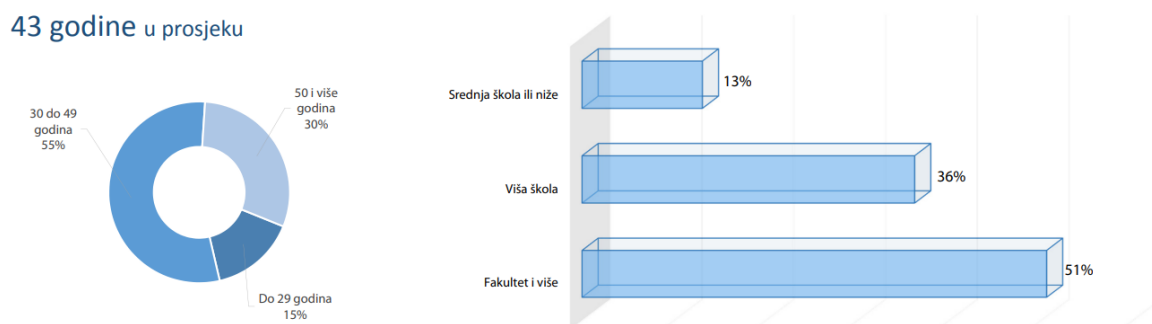 43 godine u prosjeku
30 do 49
godina
55%
50 i više
godina
30%
Do 29 godina
15%
Srednja škola ili niže
13%
Viša škola
36%
Fakultet i više
51%